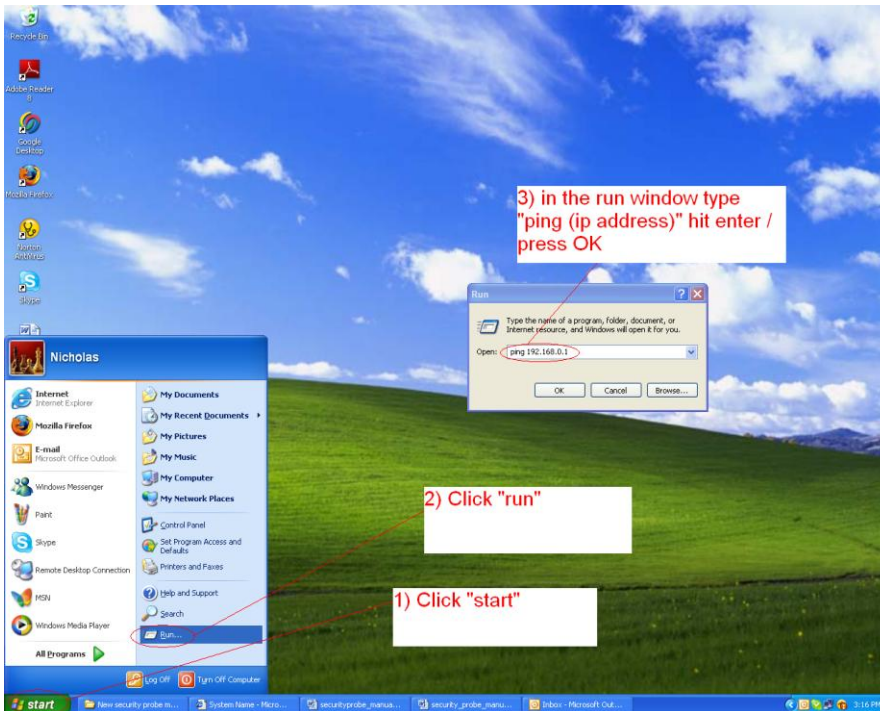 Recycle Bin
Adobe Reader
8
Google
Desktop
Mozilla Firefox
Norton
AntiVirus
Skype
3) in the run window type
"ping (ip address)" hit enter /
press OK
Run
Type the name of a program, folder, document, or
Internet resource, and Windows will open it for you.
Open:
ping 192.168.0.1
OK
Cancel
Browse...
Nicholas
Internet
Internet Explorer
Mozilla Firefox
E-mail
Microsoft Office Outlook
Windows Messenger
Paint
Skype
Remote Desktop Connection
MSN
Windows Media Player
All Programs
My Documents
My Recent Documents
My Pictures
My Music
My Computer
My Network Places
Control Panel
Set Program Access and
Defaults
Printers and Faxes
Help and Support
Search
Run...
Log Off
Turn Off Computer
2) Click "run"
1) Click "start"
start
New security probe m...
System Name - Micro...
securityprobe_manua...
security_probe_manu...
Inbox - Microsoft Out...
3:16 PM